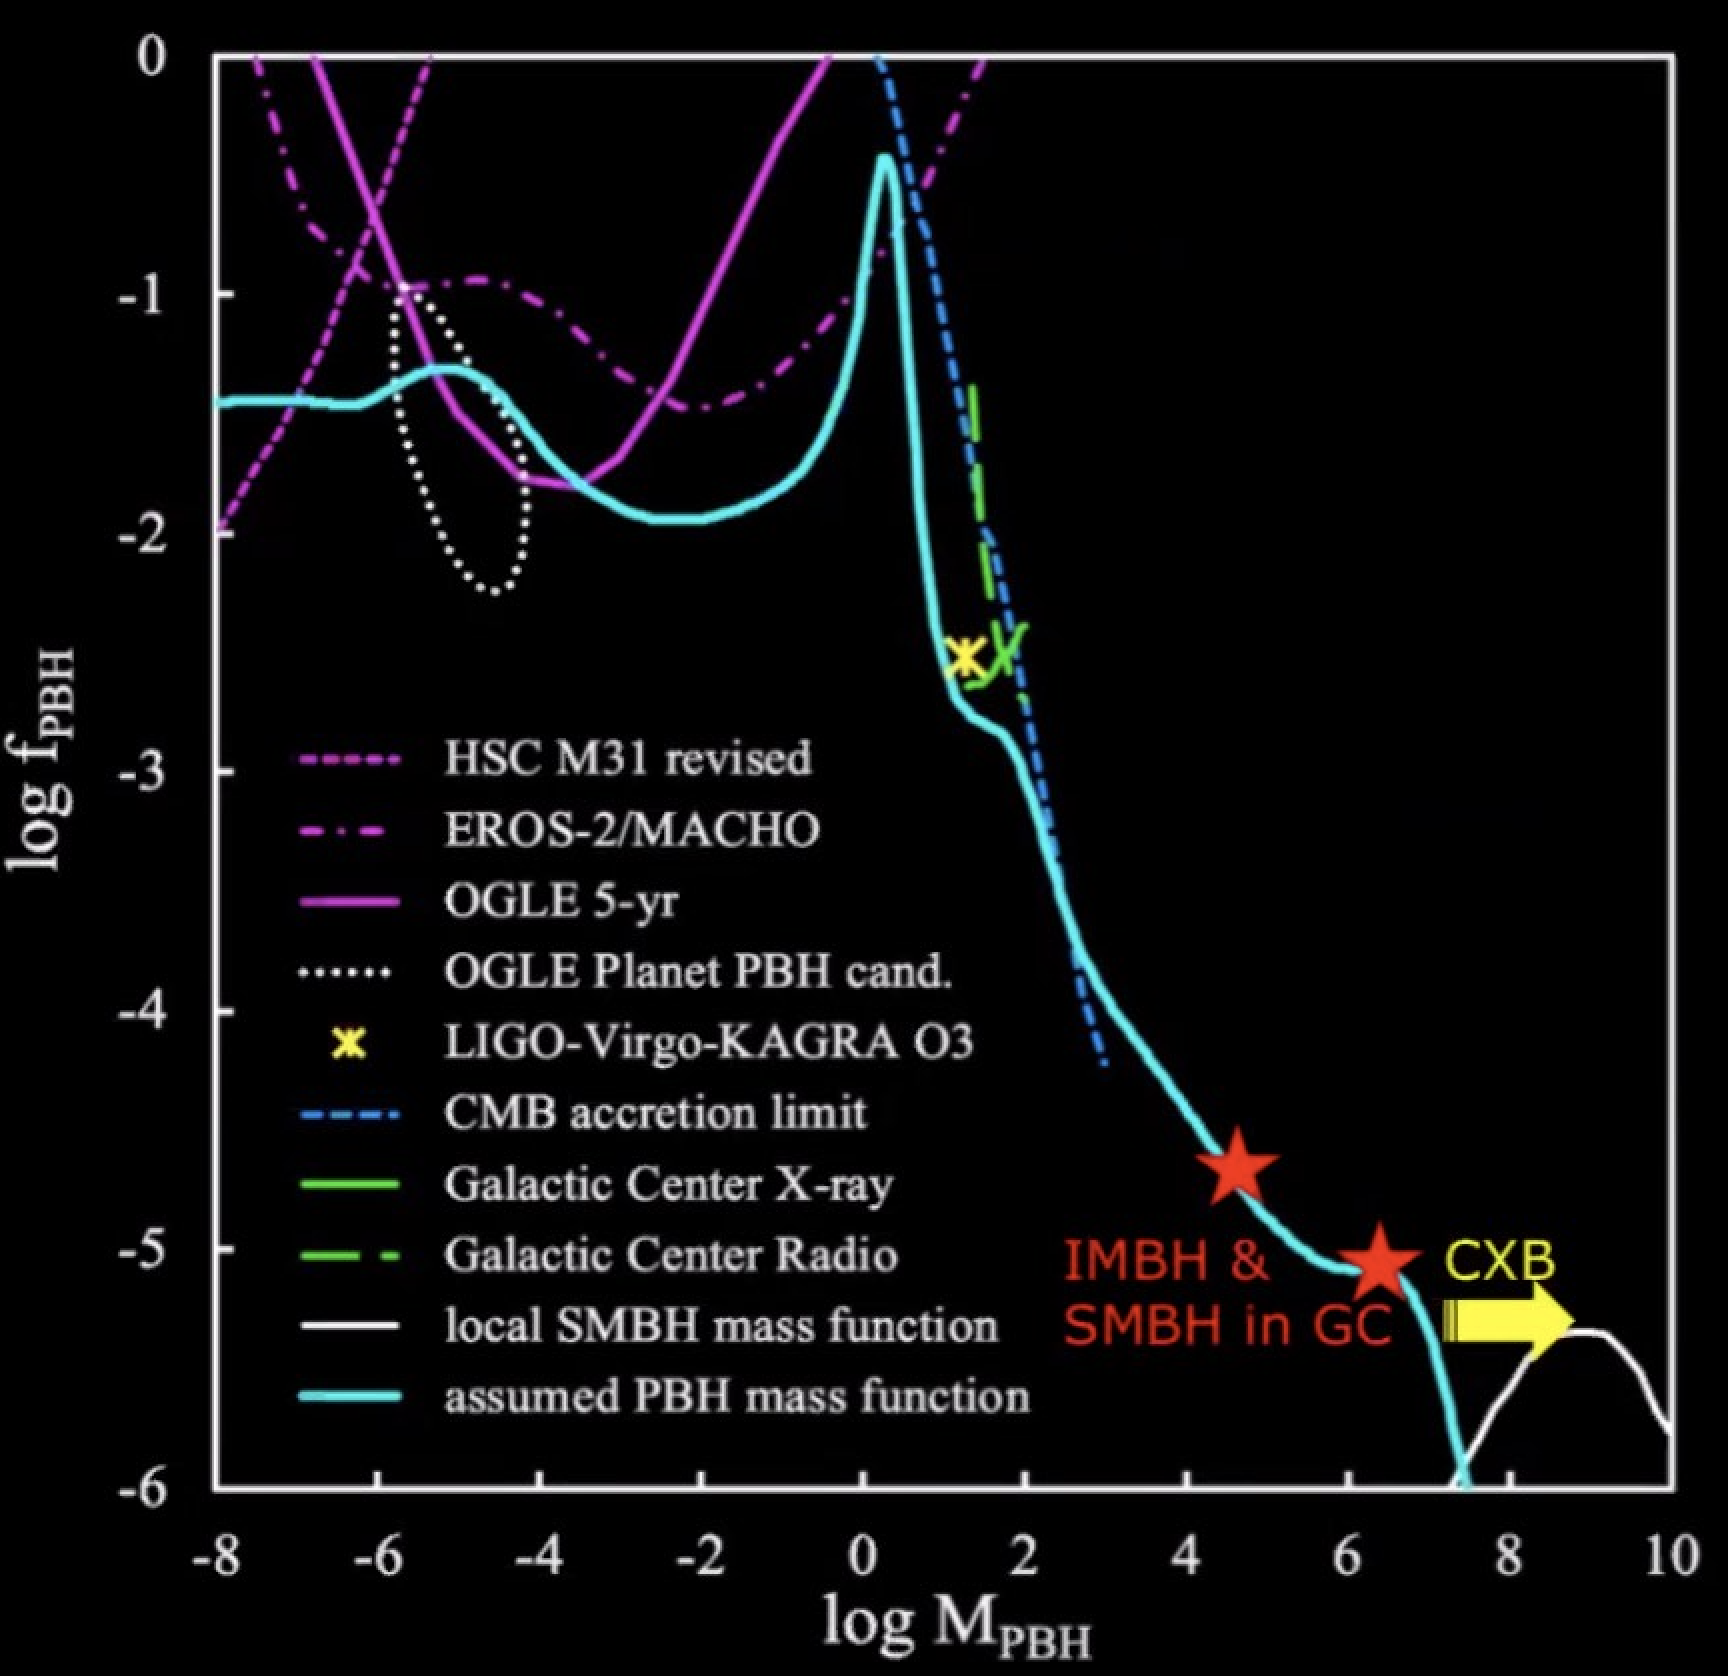 0
-1
-2
-3
-4
-5
-6
log f_PBH
HSC M31 revised
EROS-2/MACHO
OGLE 5-yr
OGLE Planet PBH cand.
LIGO-Virgo-KAGRA O3
CMB accretion limit
Galactic Center X-ray
Galactic Center Radio
local SMBH mass function
assumed PBH mass function
IMBH &
SMBH in GC
CXB
-8 -6 -4 -2 0 2 4 6 8 10
log M_PBH